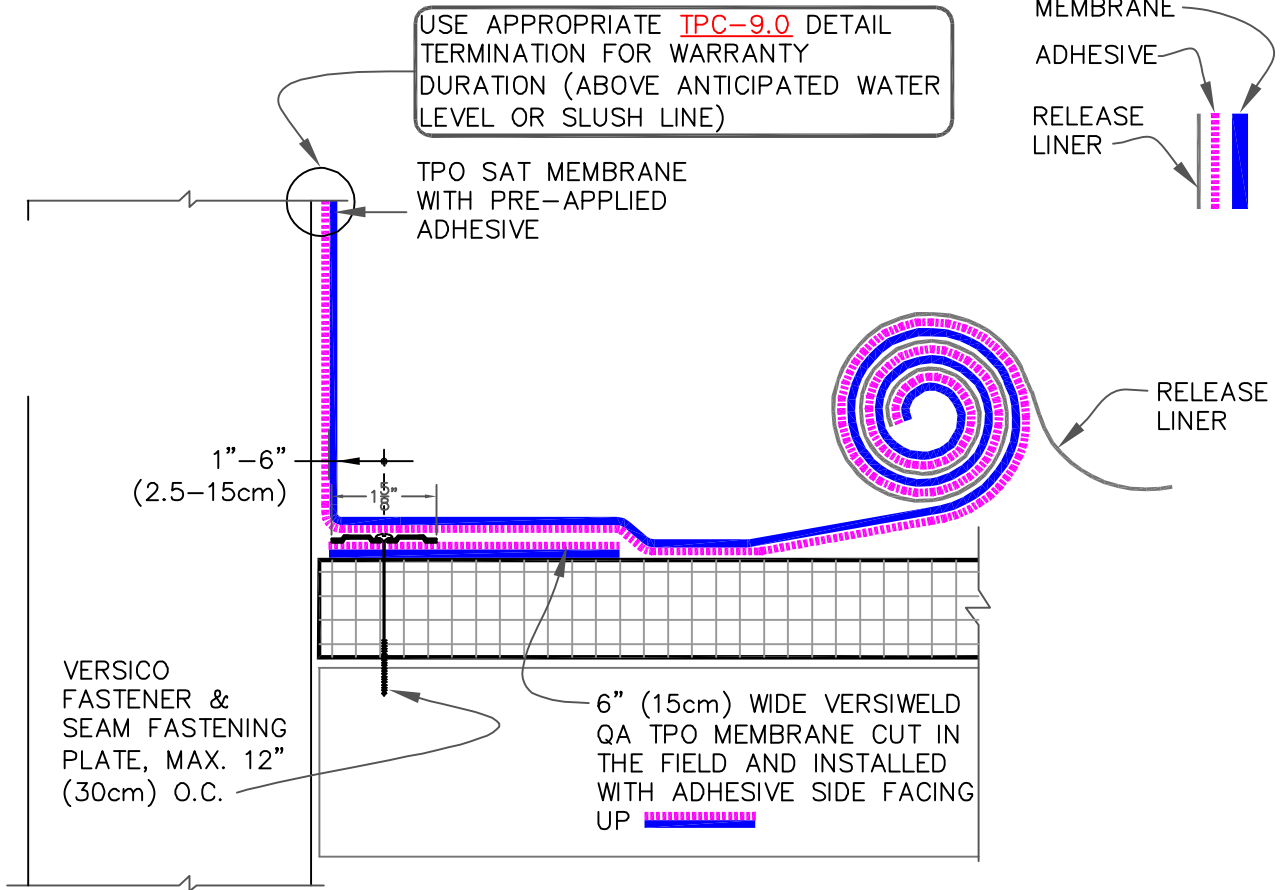 USE APPROPRIATE TPC-9.0 DETAIL
TERMINATION FOR WARRANTY
DURATION (ABOVE ANTICIPATED WATER
LEVEL OR SLUSH LINE)
MEMBRANE
ADHESIVE
RELEASE
LINER
TPO SAT MEMBRANE
WITH PRE-APPLIED
ADHESIVE
RELEASE
LINER
1"-6"
(2.5-15cm)
VERSICO
FASTENER &
SEAM FASTENING
PLATE, MAX. 12"
(30cm) O.C.
6" (15cm) WIDE VERSIWELD
QA TPO MEMBRANE CUT IN
THE FIELD AND INSTALLED
WITH ADHESIVE SIDE FACING
UP